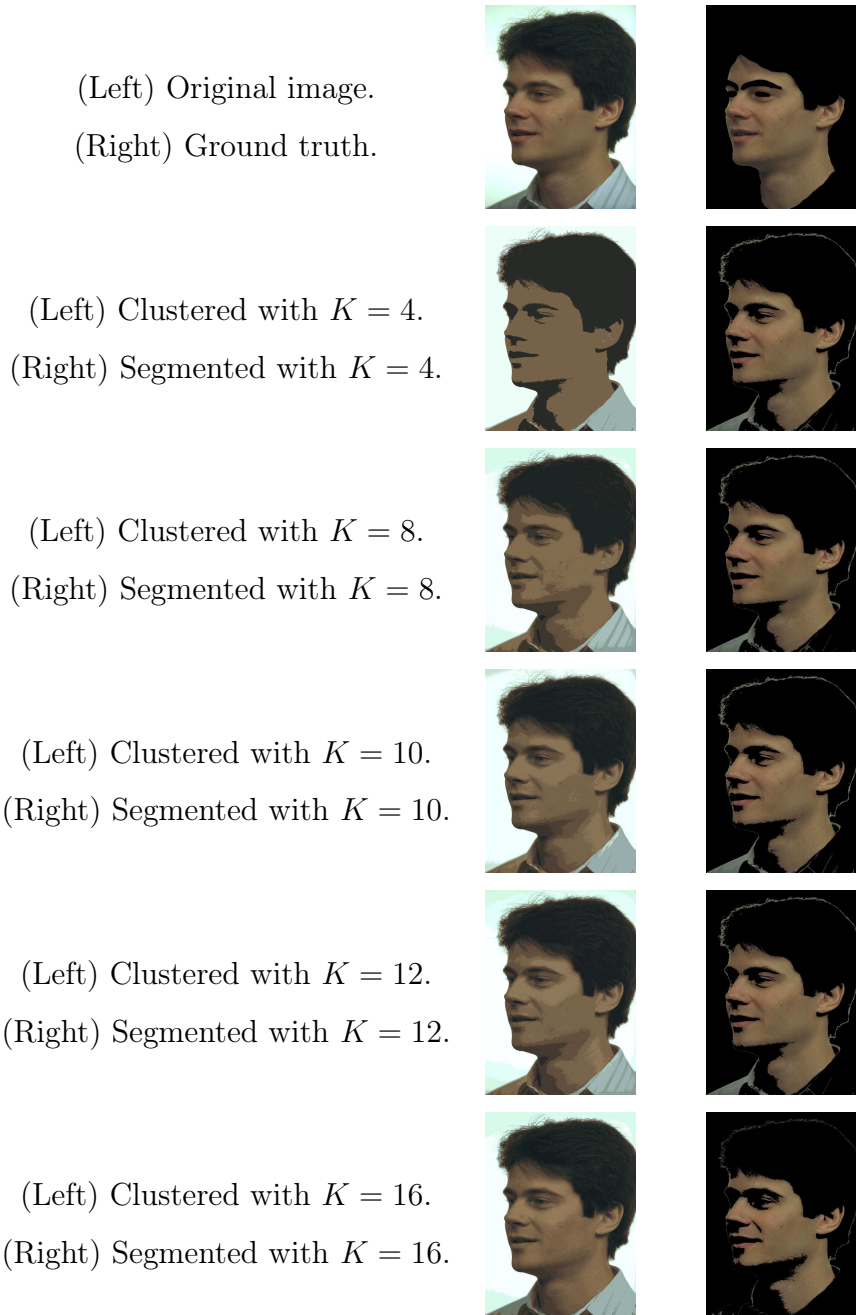 (Left) Original image.
(Right) Ground truth.
(Left) Clustered with K = 4.
(Right) Segmented with K = 4.
(Left) Clustered with K = 8.
(Right) Segmented with K = 8.
(Left) Clustered with K = 10.
(Right) Segmented with K = 10.
(Left) Clustered with K = 12.
(Right) Segmented with K = 12.
(Left) Clustered with K = 16.
(Right) Segmented with K = 16.